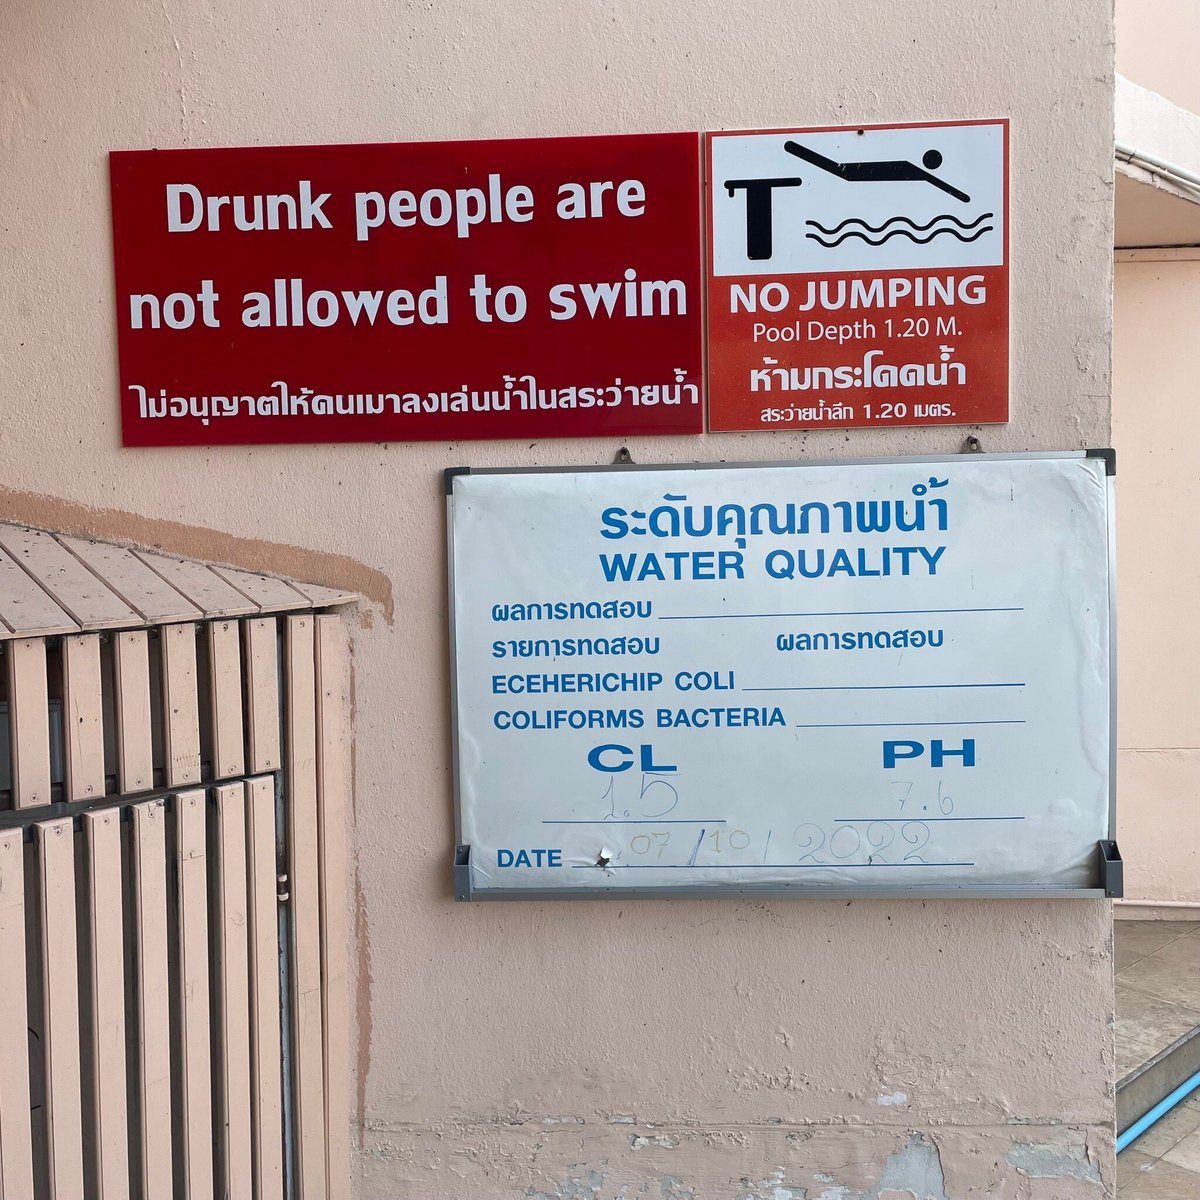 Drunk people are
not allowed to swim
ไม่อนุญาตให้คนเมาลงเล่นน้ำในสระว่ายน้ำ
NO JUMPING
Pool Depth 1.20 M.
ห้ามกระโดดน้ำ
สระว่ายน้ำลึก 1.20 เมตร.
ระดับคุณภาพน้ำ
WATER QUALITY
ผลการทดสอบ
รายการทดสอบ ผลการทดสอบ
ECEHERICHIP COLI
COLIFORMS BACTERIA
CL PH
1.5 7.6
DATE 07/10/2022